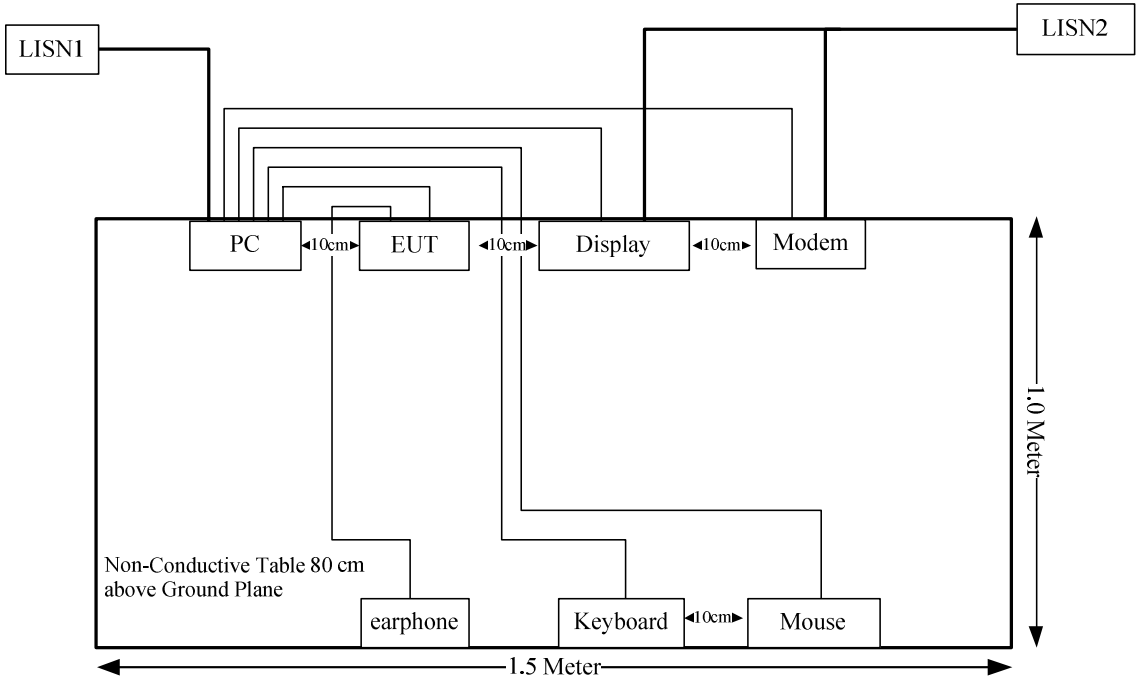 LISN1
LISN2
PC
10cm
EUT
10cm
Display
10cm
Modem
1.0 Meter
Non-Conductive Table 80 cm
above Ground Plane
earphone
Keyboard
10cm
Mouse
1.5 Meter